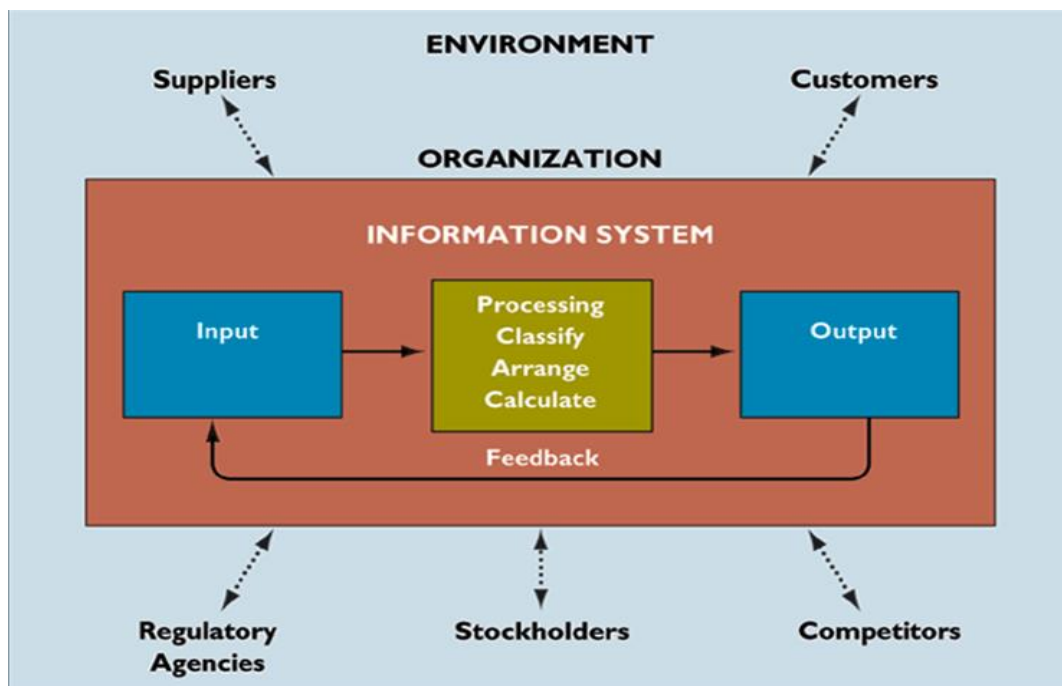 ENVIRONMENT
Suppliers
Customers
ORGANIZATION
INFORMATION SYSTEM
Input
Processing
Classify
Arrange
Calculate
Output
Feedback
Regulatory
Agencies
Stockholders
Competitors